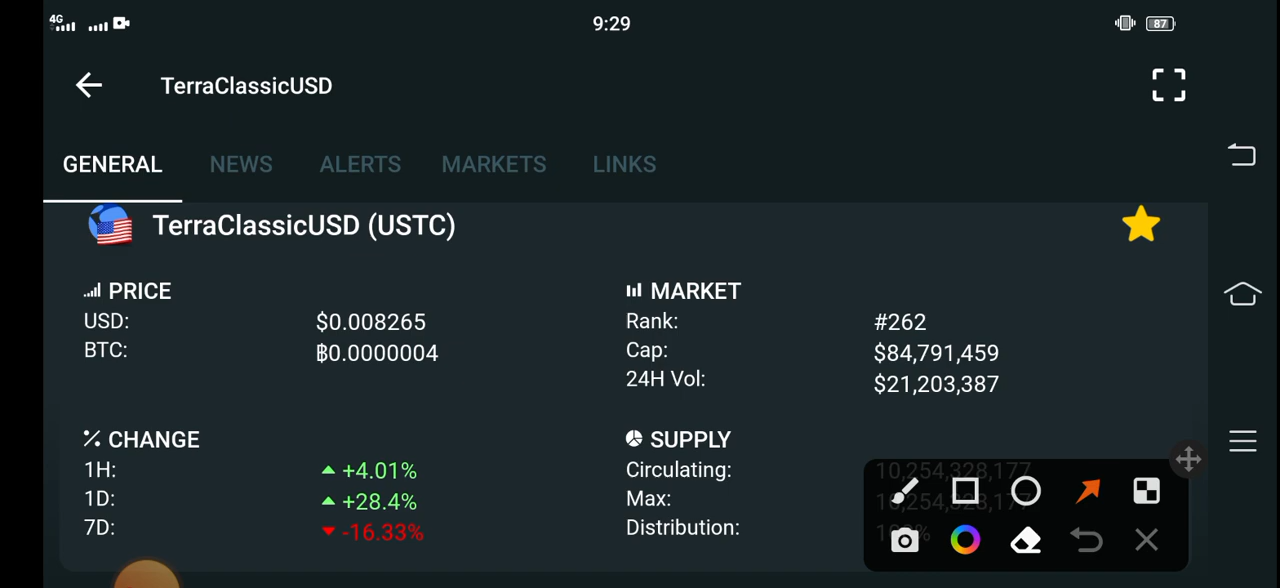 4G
9:29
87
TerraClassicUSD
GENERAL NEWS ALERTS MARKETS LINKS
TerraClassicUSD (USTC)
PRICE
USD: $0.008265
BTC: ฿0.0000004
MARKET
Rank: #262
Cap: $84,791,459
24H Vol: $21,203,387
CHANGE
1H: +4.01%
1D: +28.4%
7D: -16.33%
SUPPLY
Circulating: 10,254,328,177
Max:
Distribution: